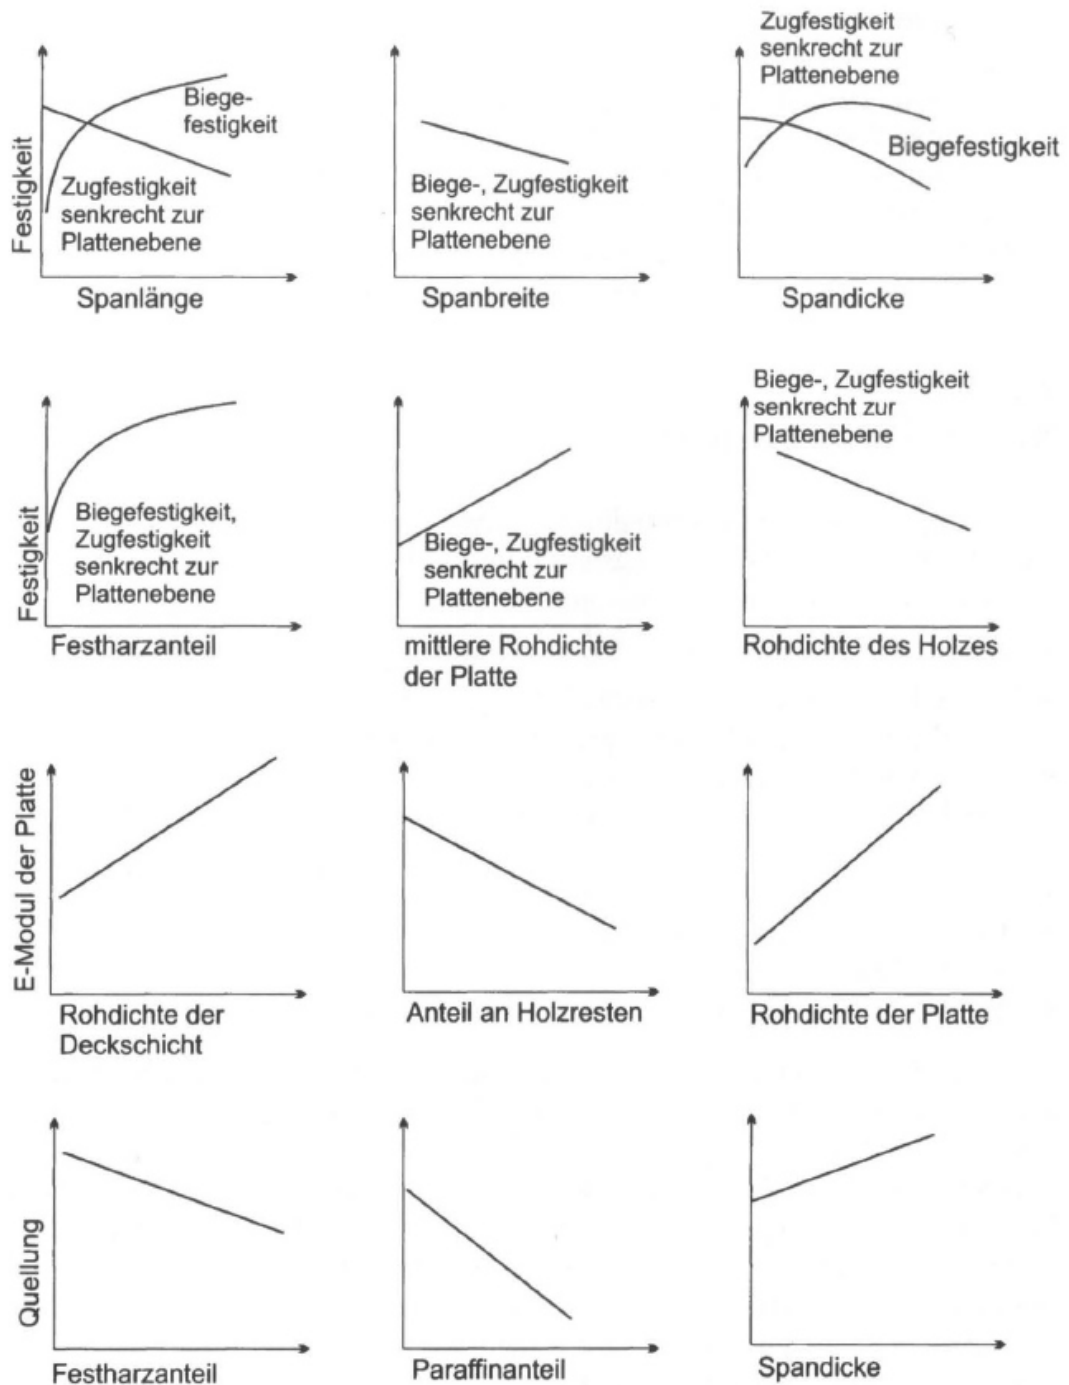 Festigkeit
Biege-
festigkeit
Zugfestigkeit
senkrecht zur
Plattenebene
Spanlänge
Biege-, Zugfestigkeit
senkrecht zur
Plattenebene
Spanbreite
Zugfestigkeit
senkrecht zur
Plattenebene
Biegefestigkeit
Spandicke
Festigkeit
Biegefestigkeit,
Zugfestigkeit
senkrecht zur
Plattenebene
Festharzanteil
Biege-, Zugfestigkeit
senkrecht zur
Plattenebene
mittlere Rohdichte
der Platte
Biege-, Zugfestigkeit
senkrecht zur
Plattenebene
Rohdichte des Holzes
E-Modul der Platte
Rohdichte der
Deckschicht
Anteil an Holzresten
Rohdichte der Platte
Quellung
Festharzanteil
Paraffinanteil
Spandicke